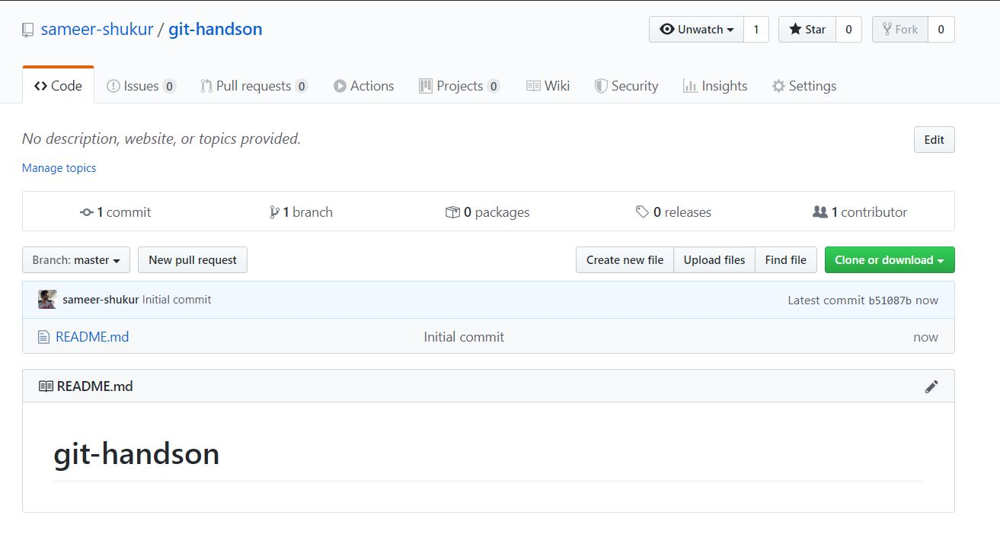 sameer-shukur / git-handson
Unwatch 1 Star 0 Fork 0
Code Issues 0 Pull requests 0 Actions Projects 0 Wiki Security Insights Settings
No description, website, or topics provided. Edit
Manage topics
1 commit 1 branch 0 packages 0 releases 1 contributor
Branch: master New pull request Create new file Upload files Find file Clone or download
sameer-shukur Initial commit Latest commit b51087b now
README.md Initial commit now
README.md
git-handson